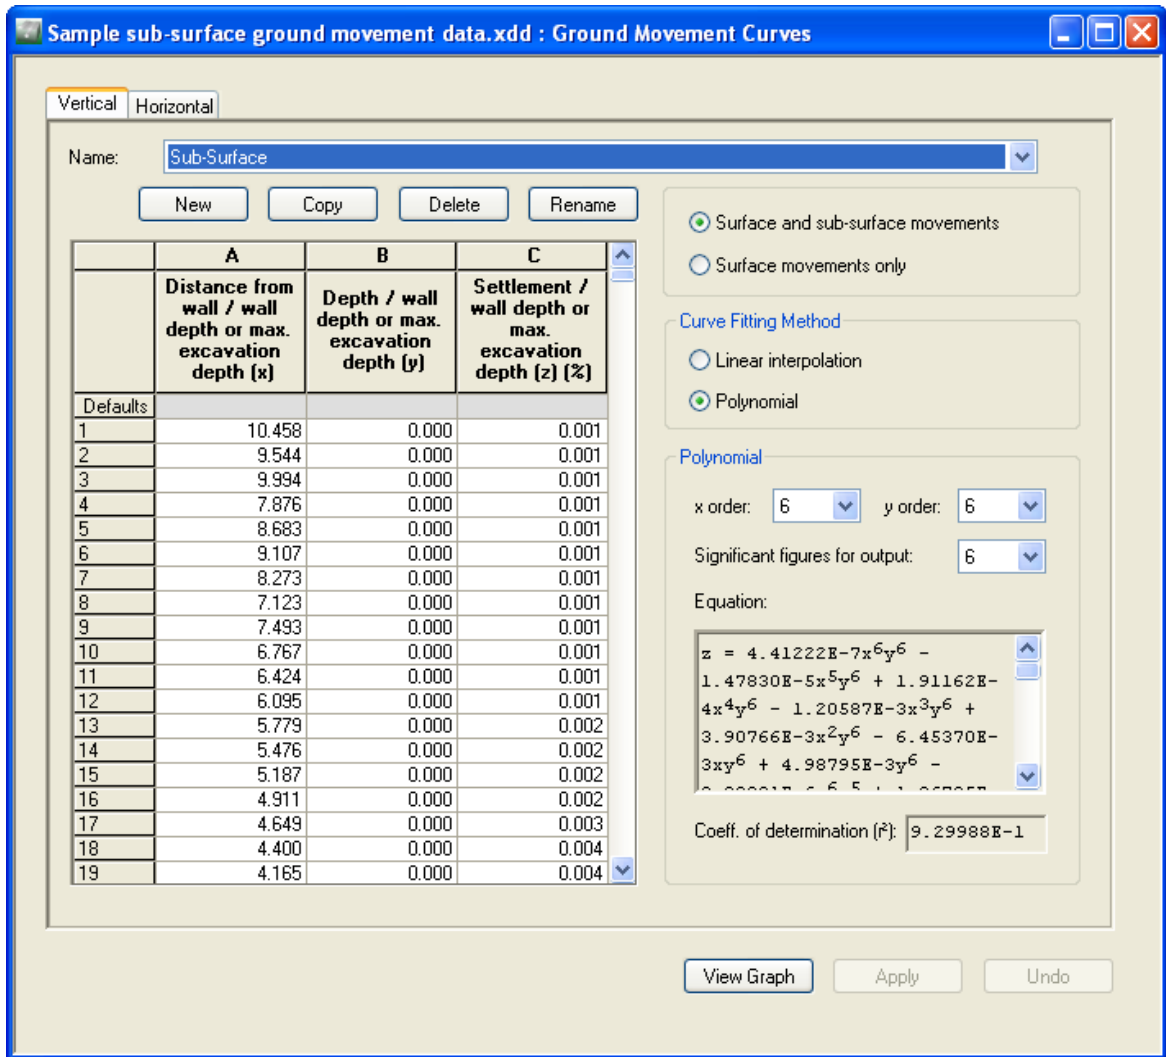 Sample sub-surface ground movement data.xdd : Ground Movement Curves
Vertical Horizontal
Name: Sub-Surface
New Copy Delete Rename
A B C
Distance from wall / wall depth or max. excavation depth (x)
Depth / wall depth or max. excavation depth (y)
Settlement / wall depth or max. excavation depth (z) (%)
Defaults
1 10.458 0.000 0.001
2 9.544 0.000 0.001
3 9.994 0.000 0.001
4 7.876 0.000 0.001
5 8.683 0.000 0.001
6 9.107 0.000 0.001
7 8.273 0.000 0.001
8 7.123 0.000 0.001
9 7.493 0.000 0.001
10 6.767 0.000 0.001
11 6.424 0.000 0.001
12 6.095 0.000 0.001
13 5.779 0.000 0.002
14 5.476 0.000 0.002
15 5.187 0.000 0.002
16 4.911 0.000 0.002
17 4.649 0.000 0.003
18 4.400 0.000 0.004
19 4.165 0.000 0.004
Surface and sub-surface movements
Surface movements only
Curve Fitting Method
Linear interpolation
Polynomial
Polynomial
x order: 6 y order: 6
Significant figures for output: 6
Equation:
z = 4.41222E-7x⁶y⁶ -
1.47830E-5x⁵y⁶ + 1.91162E-
4x⁴y⁶ - 1.20587E-3x³y⁶ +
3.90766E-3x²y⁶ - 6.45370E-
3xy⁶ + 4.98795E-3y⁶ -
Coeff. of determination (r²): 9.29988E-1
View Graph Apply Undo